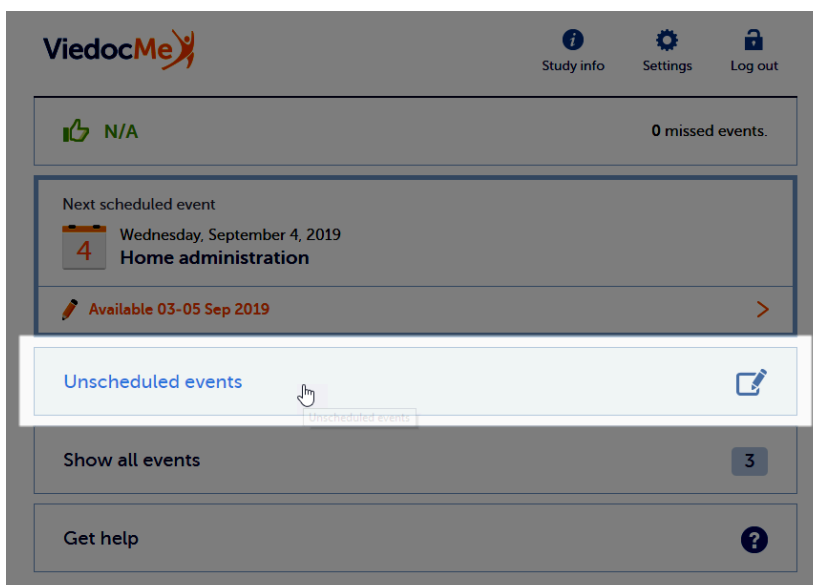 ViedocMe
Study info
Settings
Log out
N/A
0 missed events.
Next scheduled event
4
Wednesday, September 4, 2019
Home administration
Available 03-05 Sep 2019
Unscheduled events
Unscheduled events
Show all events
3
Get help
?